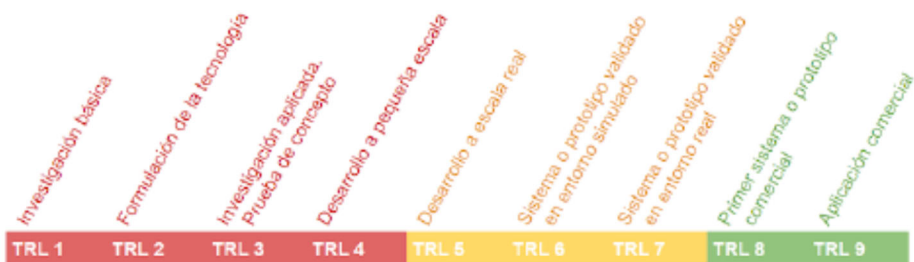 Investigación básica
Formulación de la tecnología
Investigación aplicada.
Prueba de concepto
Desarrollo a pequeña escala
Desarrollo a escala real
Sistema o prototipo validado
en entorno simulado
Sistema o prototipo validado
en entorno real
Primer sistema o prototipo
comercial
Aplicación comercial
TRL 1 TRL 2 TRL 3 TRL 4 TRL 5 TRL 6 TRL 7 TRL 8 TRL 9